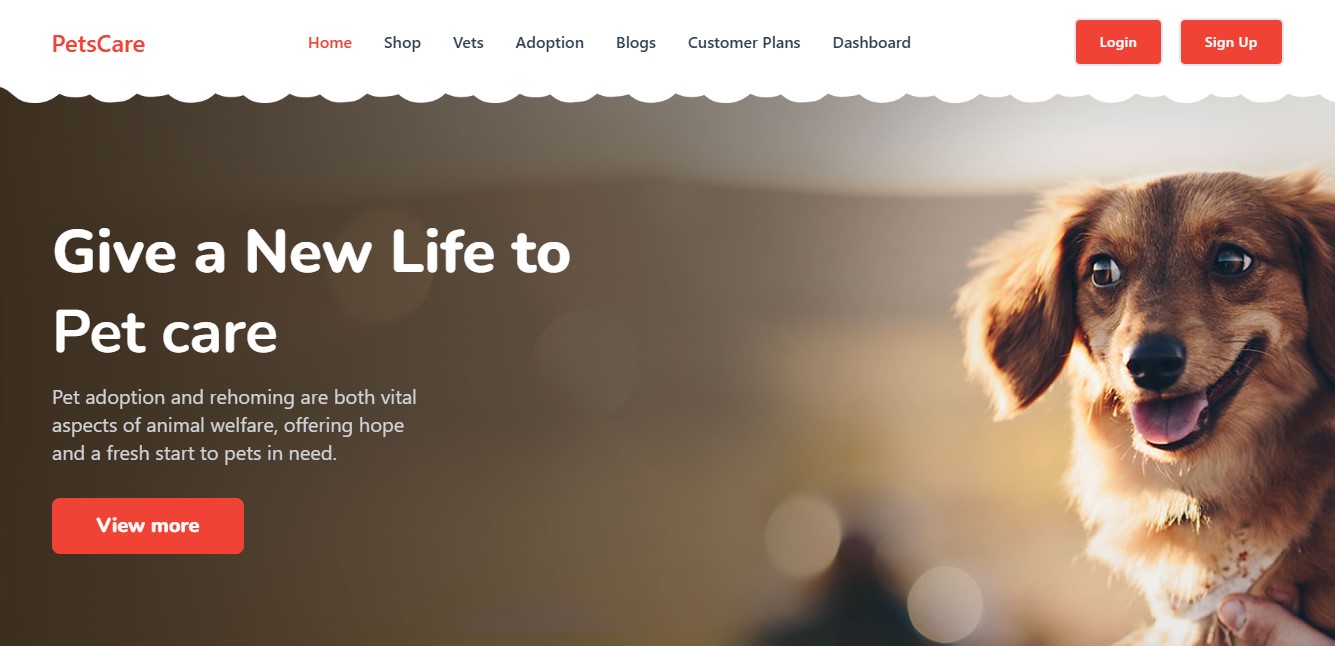 PetsCare
Home Shop Vets Adoption Blogs Customer Plans Dashboard
Login
Sign Up
Give a New Life to
Pet care
Pet adoption and rehoming are both vital
aspects of animal welfare, offering hope
and a fresh start to pets in need.
View more